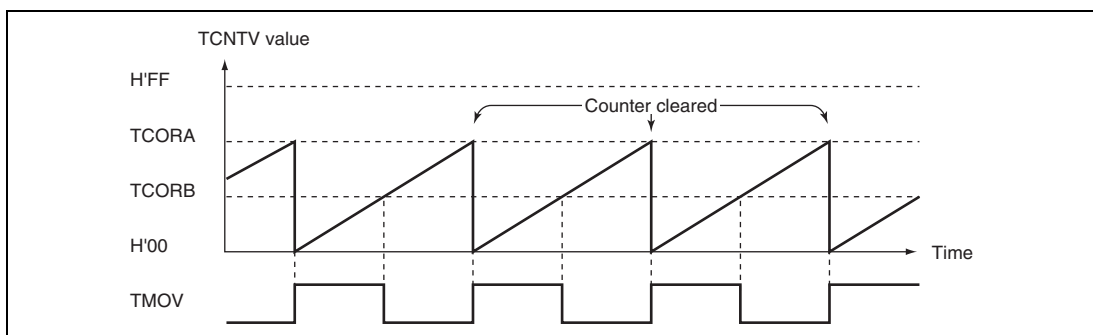 TCNTV value
H'FF
Counter cleared
TCORA
TCORB
H'00
Time
TMOV